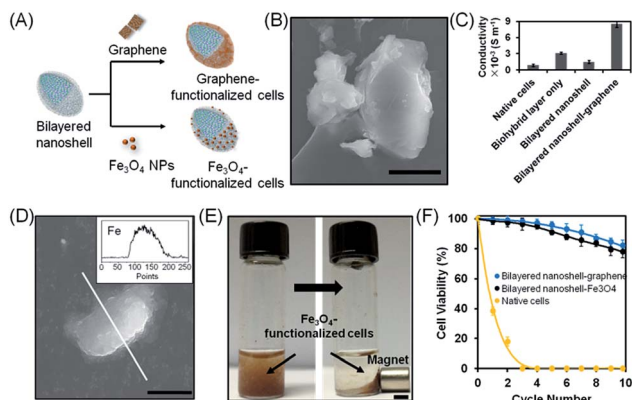 (A)
Graphene
Graphene-
functionalized cells
Bilayered
nanoshell
Fe3O4 NPs
Fe3O4-
functionalized cells
(B)
(C)
Conductivity
×10⁻³ (S m⁻¹)
9
6
3
0
Native cells
Biohybrid layer only
Bilayered nanoshell
Bilayered nanoshell-graphene
(D)
Fe
0 50 100 150 200 250
Points
(E)
Fe3O4-
functionalized cells
Magnet
(F)
Cell Viability (%)
100
80
60
40
20
0
Bilayered nanoshell-graphene
Bilayered nanoshell-Fe3O4
Native cells
0 2 4 6 8 10
Cycle Number